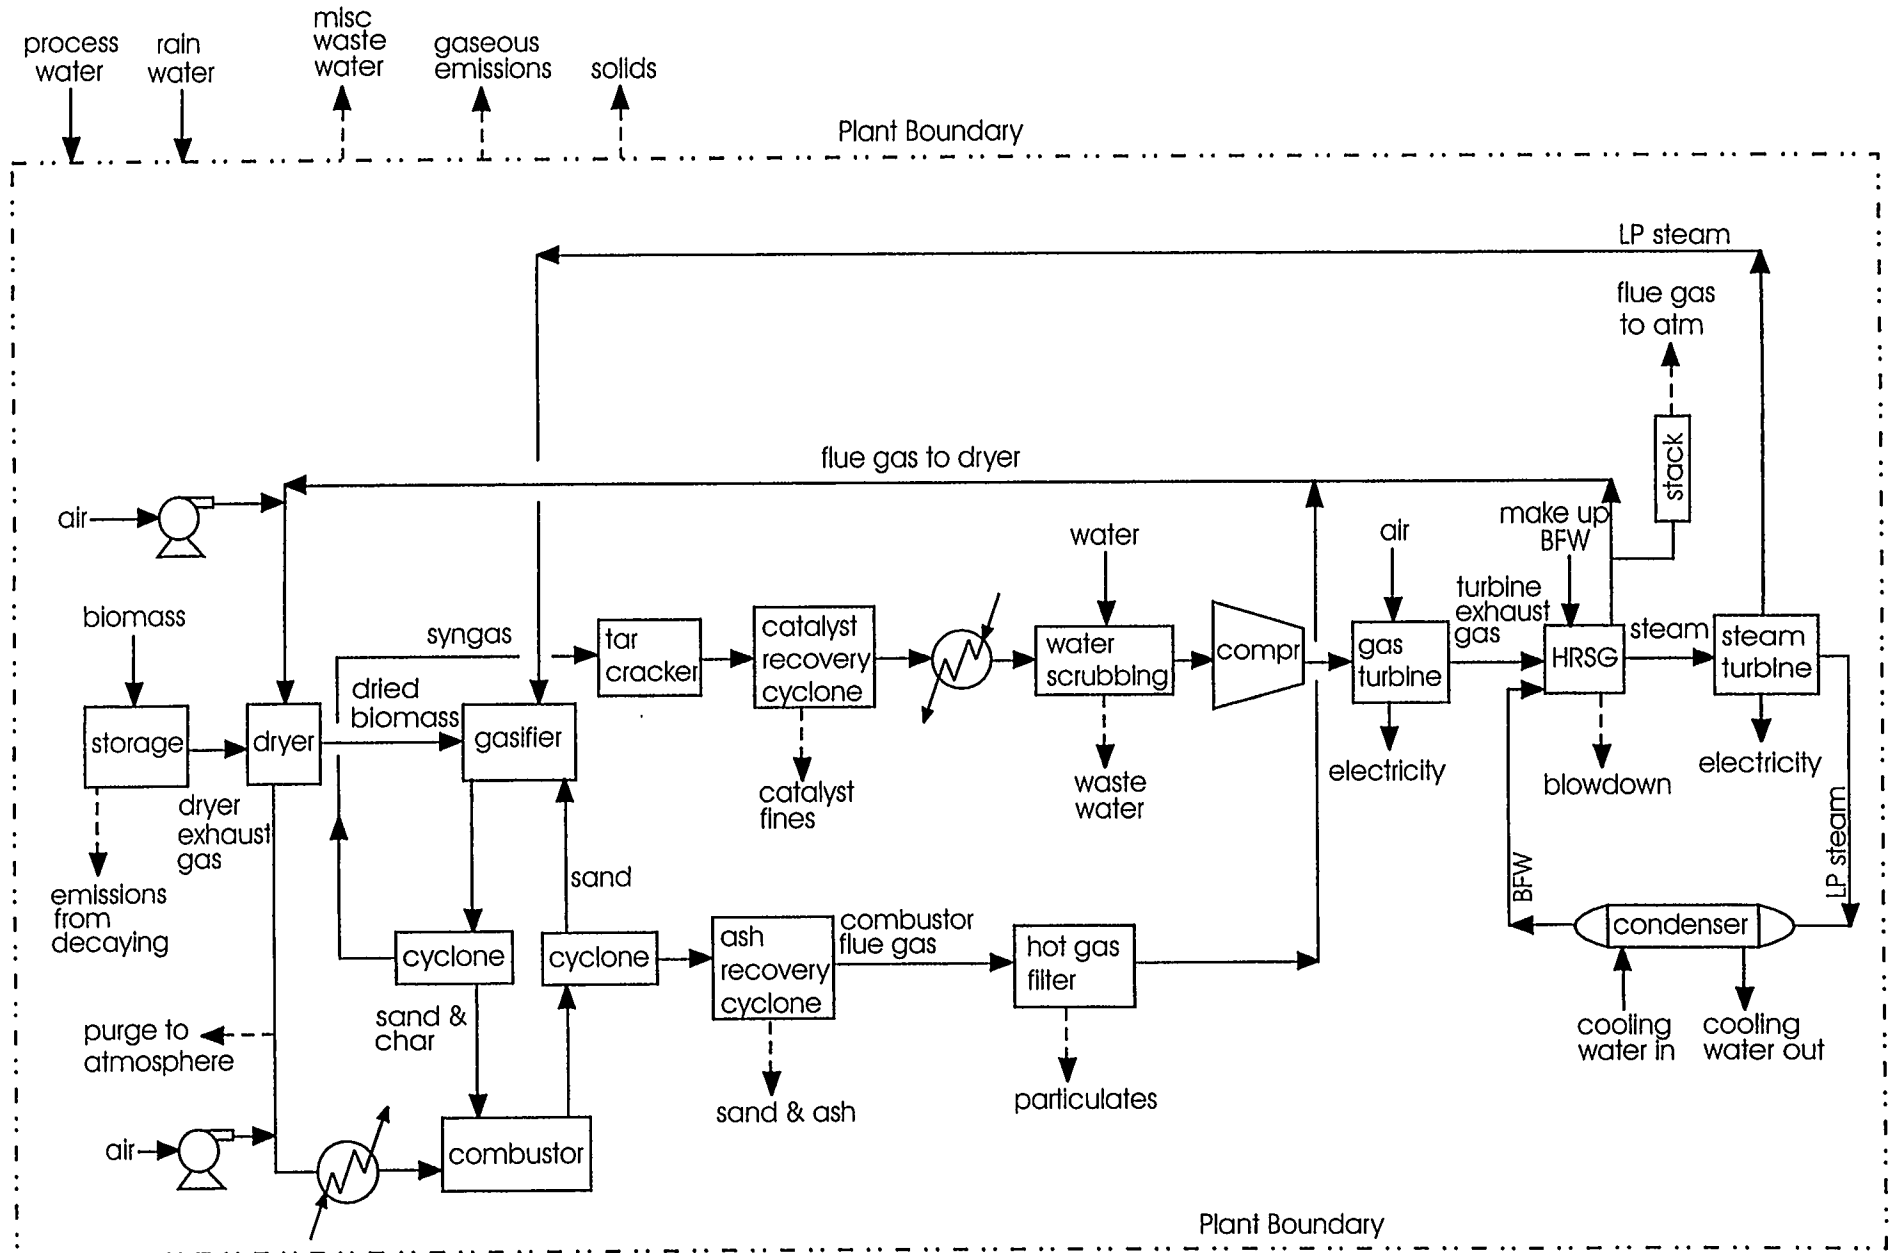 process
water
rain
water
misc
waste
water
gaseous
emissions
solids
Plant Boundary
LP steam
flue gas
to atm
stack
flue gas to dryer
air
make up
BFW
water
air
turbine
exhaust
gas
biomass
syngas
tar
cracker
catalyst
recovery
cyclone
water
scrubbing
compr
gas
turbine
HRSG
steam
steam
turbine
dried
biomass
storage
dryer
gasifier
electricity
electricity
catalyst
fines
waste
water
blowdown
dryer
exhaust
gas
emissions
from
decaying
sand
BFW
LP steam
cyclone
cyclone
ash
recovery
cyclone
combustor
flue gas
hot gas
filter
condenser
purge to
atmosphere
sand &
char
cooling
water in
cooling
water out
sand & ash
particulates
air
combustor
Plant Boundary